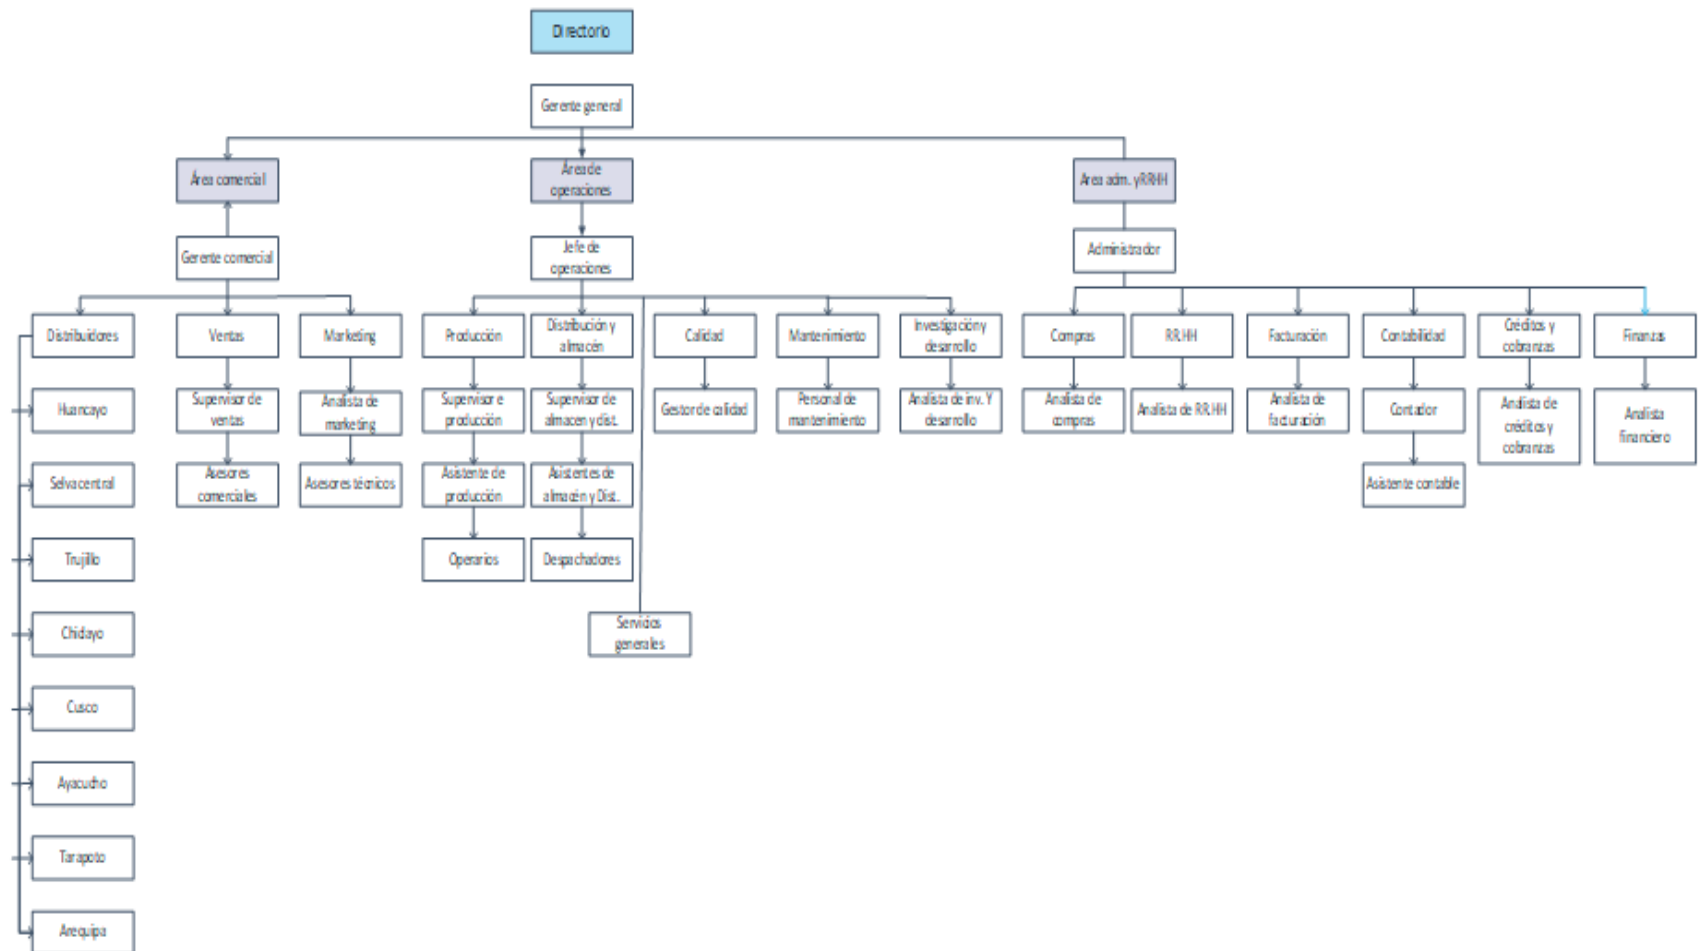 Directorio
Gerente general
Área comercial
Área de
operaciones
Area adm. yRRHH
Gerente comercial
Jefe de
operaciones
Administrador
Distribuidores
Ventas
Marketing
Producción
Distribución y
almacén
Calidad
Mantenimiento
Investigación y
desarrollo
Compras
RR.HH
Facturación
Contabilidad
Créditos y
cobranzas
Finanzas
Huancayo
Supervisor de
ventas
Analista de
marketing
Supervisor e
producción
Supervisor de
almacen y dist.
Gestor de calidad
Personal de
mantenimiento
Analista de inv. Y
desarrollo
Analista de
compras
Analista de RR.HH
Analista de
facturación
Contador
Análista de
créditos y
cobranzas
Analista
financiero
Selva central
Asesores
comerciales
Asesores técnicos
Asistente de
producción
Asistentes de
almacén y Dist.
Asistente contable
Trujillo
Operarios
Despachadores
Chiclayo
Servicios
generales
Cusco
Ayacucho
Tarapoto
Arequipa